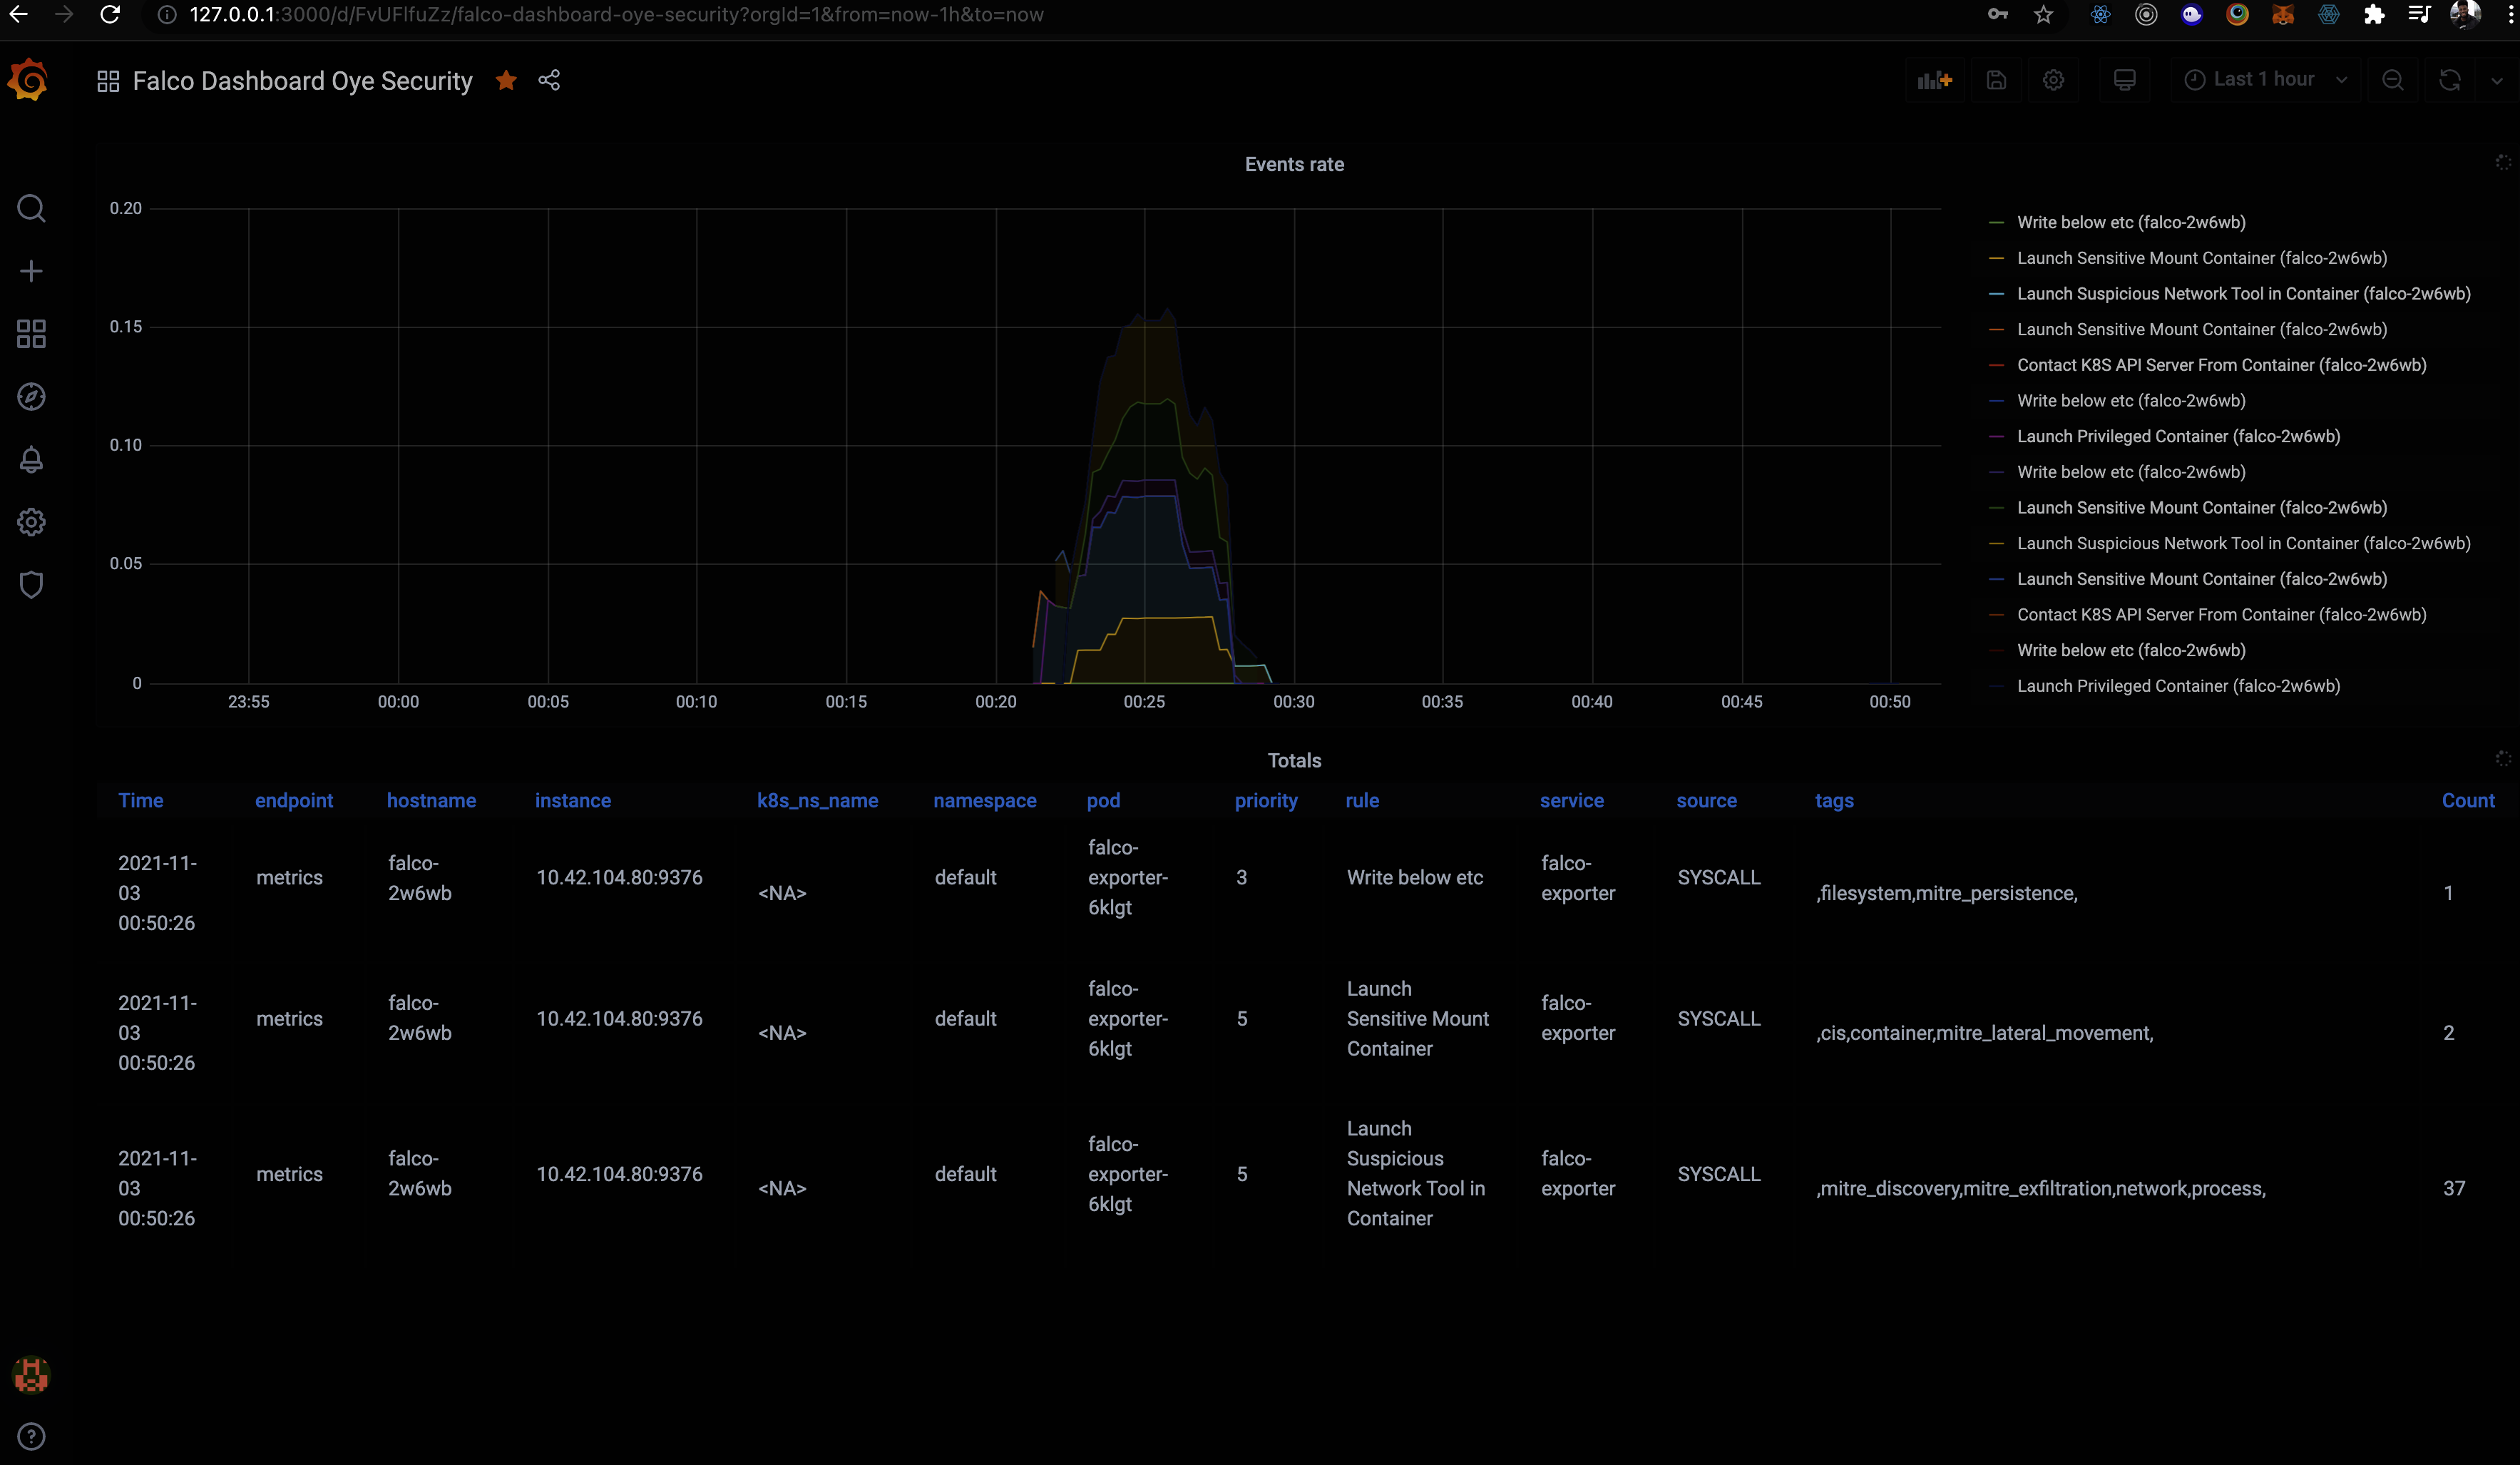 127.0.0.1:3000/d/FvUFlfuZz/falco-dashboard-oye-security?orgId=1&from=now-1h&to=now
Falco Dashboard Oye Security
Last 1 hour
Events rate
0.20
0.15
0.10
0.05
0
23:55 00:00 00:05 00:10 00:15 00:20 00:25 00:30 00:35 00:40 00:45 00:50
Write below etc (falco-2w6wb)
Launch Sensitive Mount Container (falco-2w6wb)
Launch Suspicious Network Tool in Container (falco-2w6wb)
Launch Sensitive Mount Container (falco-2w6wb)
Contact K8S API Server From Container (falco-2w6wb)
Write below etc (falco-2w6wb)
Launch Privileged Container (falco-2w6wb)
Write below etc (falco-2w6wb)
Launch Sensitive Mount Container (falco-2w6wb)
Launch Suspicious Network Tool in Container (falco-2w6wb)
Launch Sensitive Mount Container (falco-2w6wb)
Contact K8S API Server From Container (falco-2w6wb)
Write below etc (falco-2w6wb)
Launch Privileged Container (falco-2w6wb)
Totals
Time endpoint hostname instance k8s_ns_name namespace pod priority rule service source tags Count
2021-11-
03
00:50:26
metrics
falco-
2w6wb
10.42.104.80:9376
<NA>
default
falco-
exporter-
6klgt
3
Write below etc
falco-
exporter
SYSCALL
,filesystem,mitre_persistence,
1
2021-11-
03
00:50:26
metrics
falco-
2w6wb
10.42.104.80:9376
<NA>
default
falco-
exporter-
6klgt
5
Launch
Sensitive Mount
Container
falco-
exporter
SYSCALL
,cis,container,mitre_lateral_movement,
2
2021-11-
03
00:50:26
metrics
falco-
2w6wb
10.42.104.80:9376
<NA>
default
falco-
exporter-
6klgt
5
Launch
Suspicious
Network Tool in
Container
falco-
exporter
SYSCALL
,mitre_discovery,mitre_exfiltration,network,process,
37